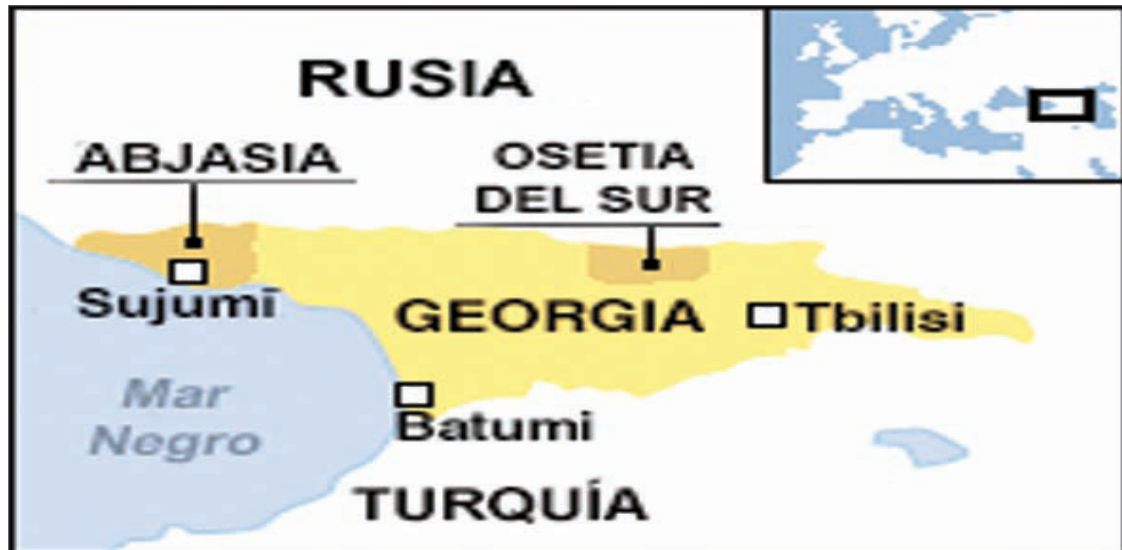 RUSIA
ABJASIA
OSETIA
DEL SUR
Sujumi
GEORGIA
Tbilisi
Mar
Negro
Batumi
TURQUÍA